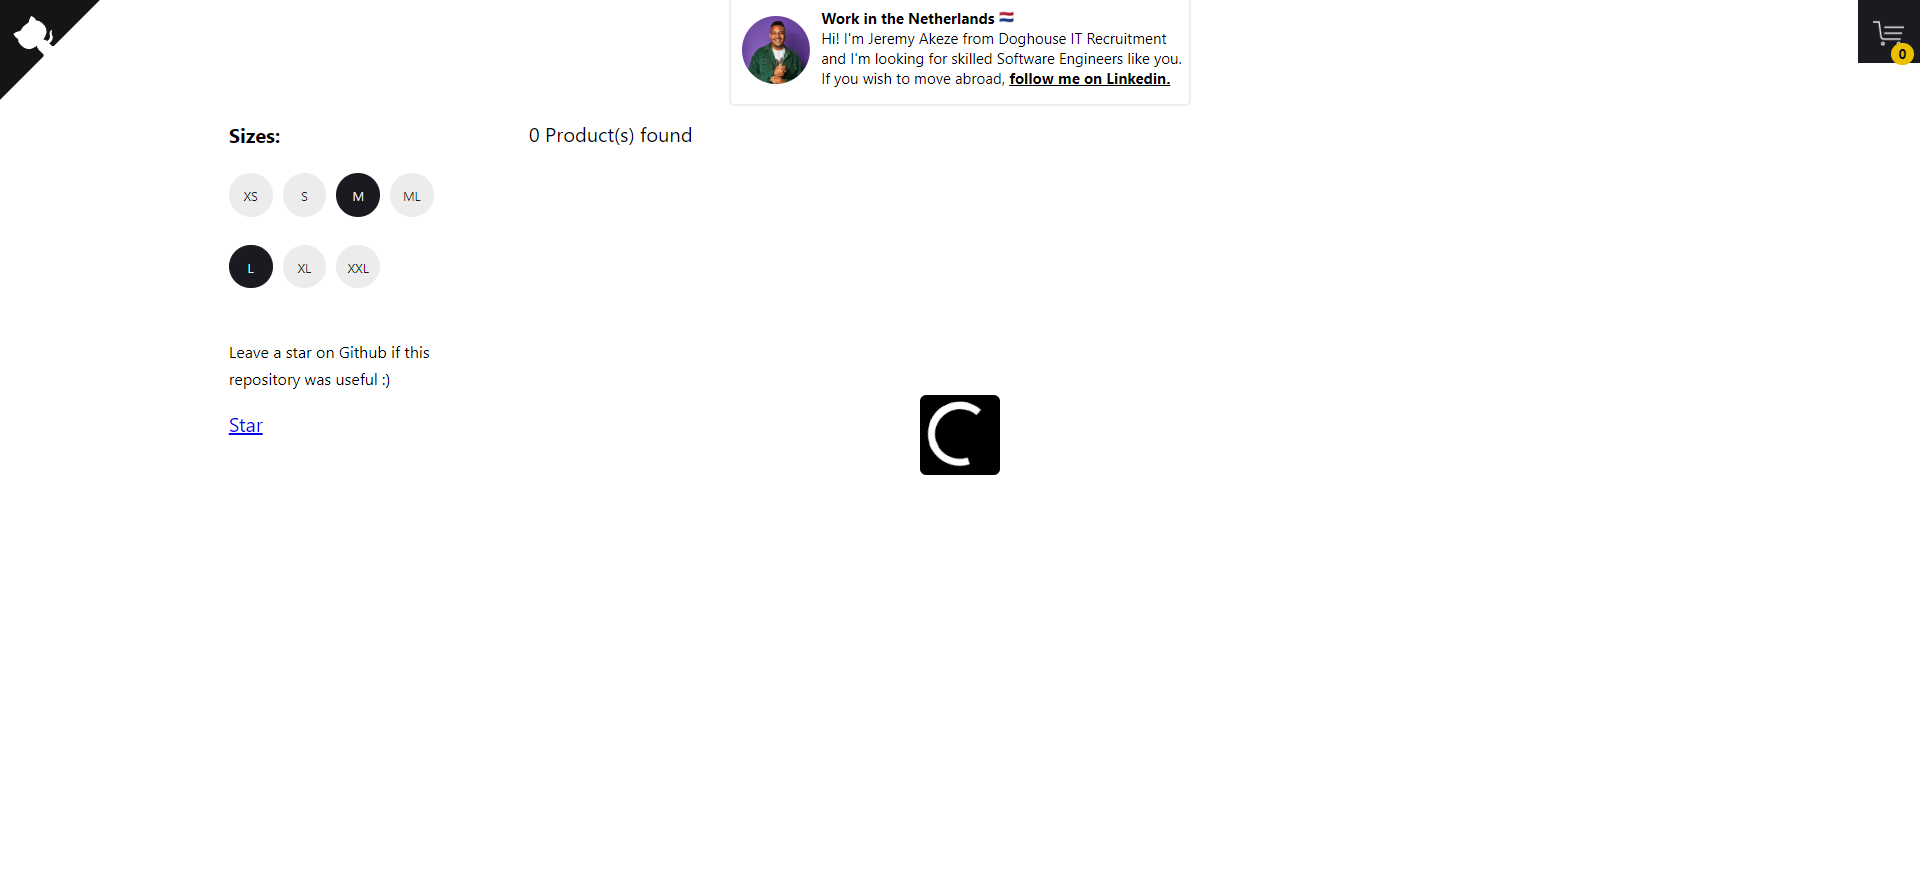 Work in the Netherlands
Hi! I'm Jeremy Akeze from Doghouse IT Recruitment
and I'm looking for skilled Software Engineers like you.
If you wish to move abroad, follow me on Linkedin.
0
Sizes:
0 Product(s) found
XS S M ML
L XL XXL
Leave a star on Github if this
repository was useful :)
Star